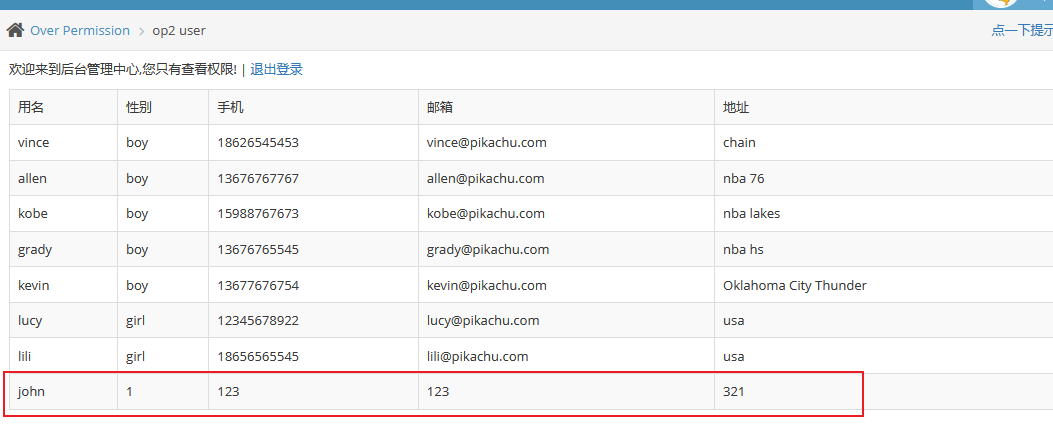 Over Permission > op2 user 点一下提示
欢迎来到后台管理中心,您只有查看权限! | 退出登录
用名 性别 手机 邮箱 地址
vince boy 18626545453 vince@pikachu.com chain
allen boy 13676767767 allen@pikachu.com nba 76
kobe boy 15988767673 kobe@pikachu.com nba lakes
grady boy 13676765545 grady@pikachu.com nba hs
kevin boy 13677676754 kevin@pikachu.com Oklahoma City Thunder
lucy girl 12345678922 lucy@pikachu.com usa
lili girl 18656565545 lili@pikachu.com usa
john 1 123 123 321